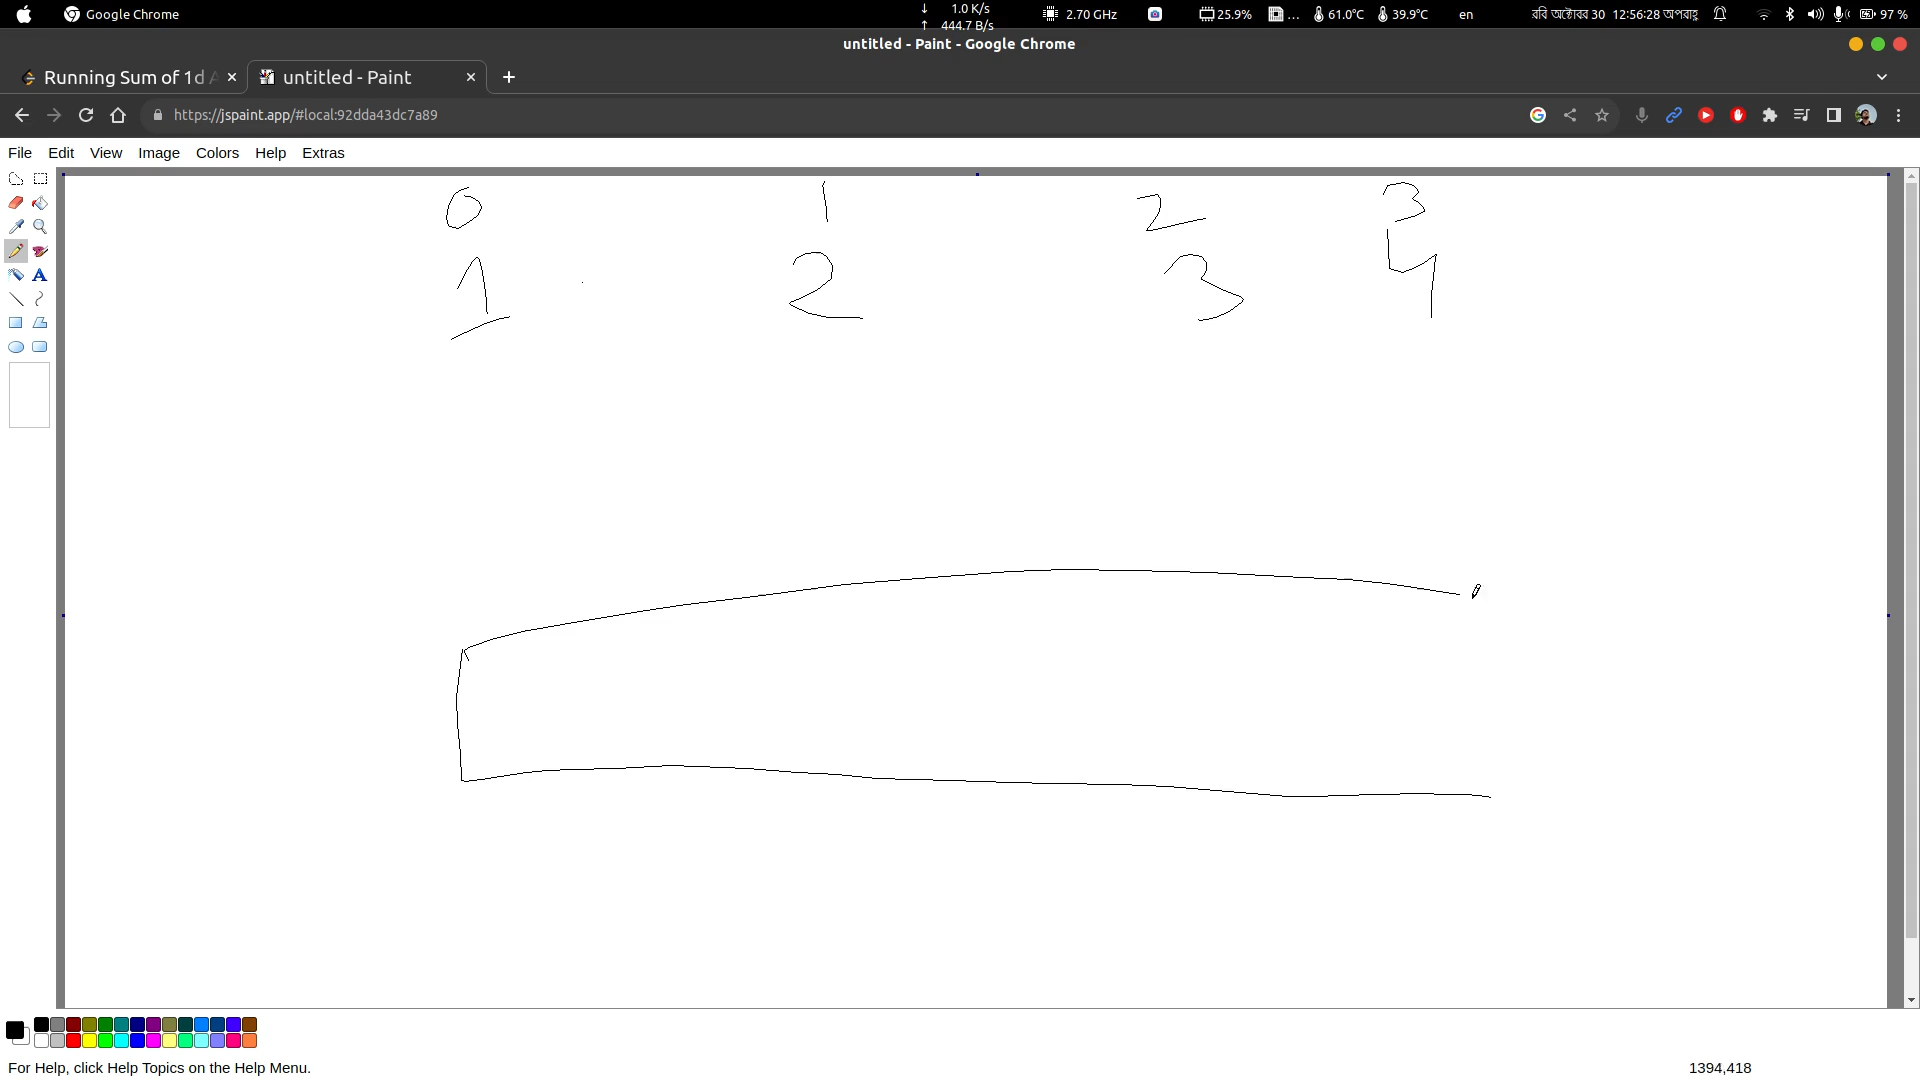 Google Chrome ↓ 1.0 K/s ↑ 444.7 B/s 2.70 GHz 25.9% ... 61.0°C 39.9°C en রবি অক্টোবর 30 12:56:28 অপরাহ্ণ 97 %
untitled - Paint - Google Chrome
Running Sum of 1d A untitled - Paint
https://jspaint.app/#local:92dda43dc7a89
File Edit View Image Colors Help Extras
0 1 2 3
1 2 3 4
For Help, click Help Topics on the Help Menu. 1394,418